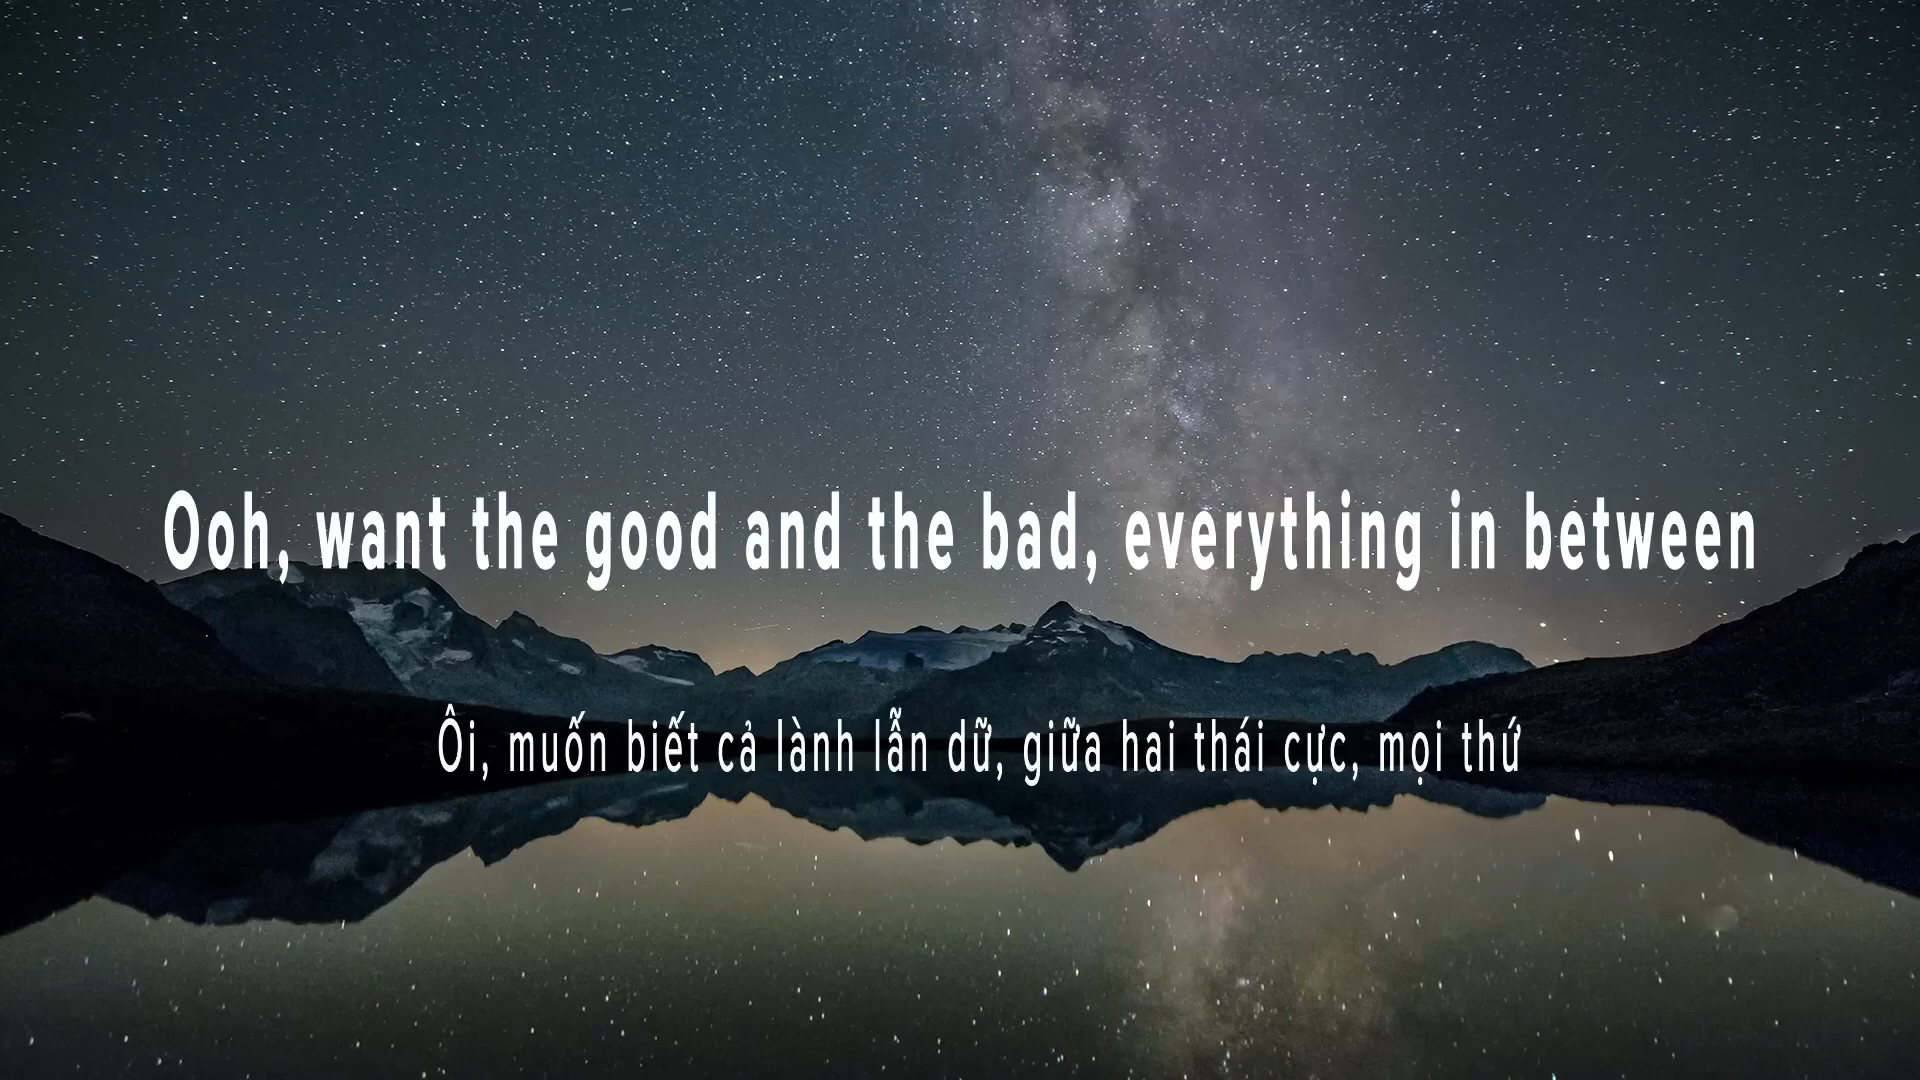 Ooh, want the good and the bad, everything in between
Ôi, muốn biết cả lành lẫn dữ, giữa hai thái cực, mọi thứ